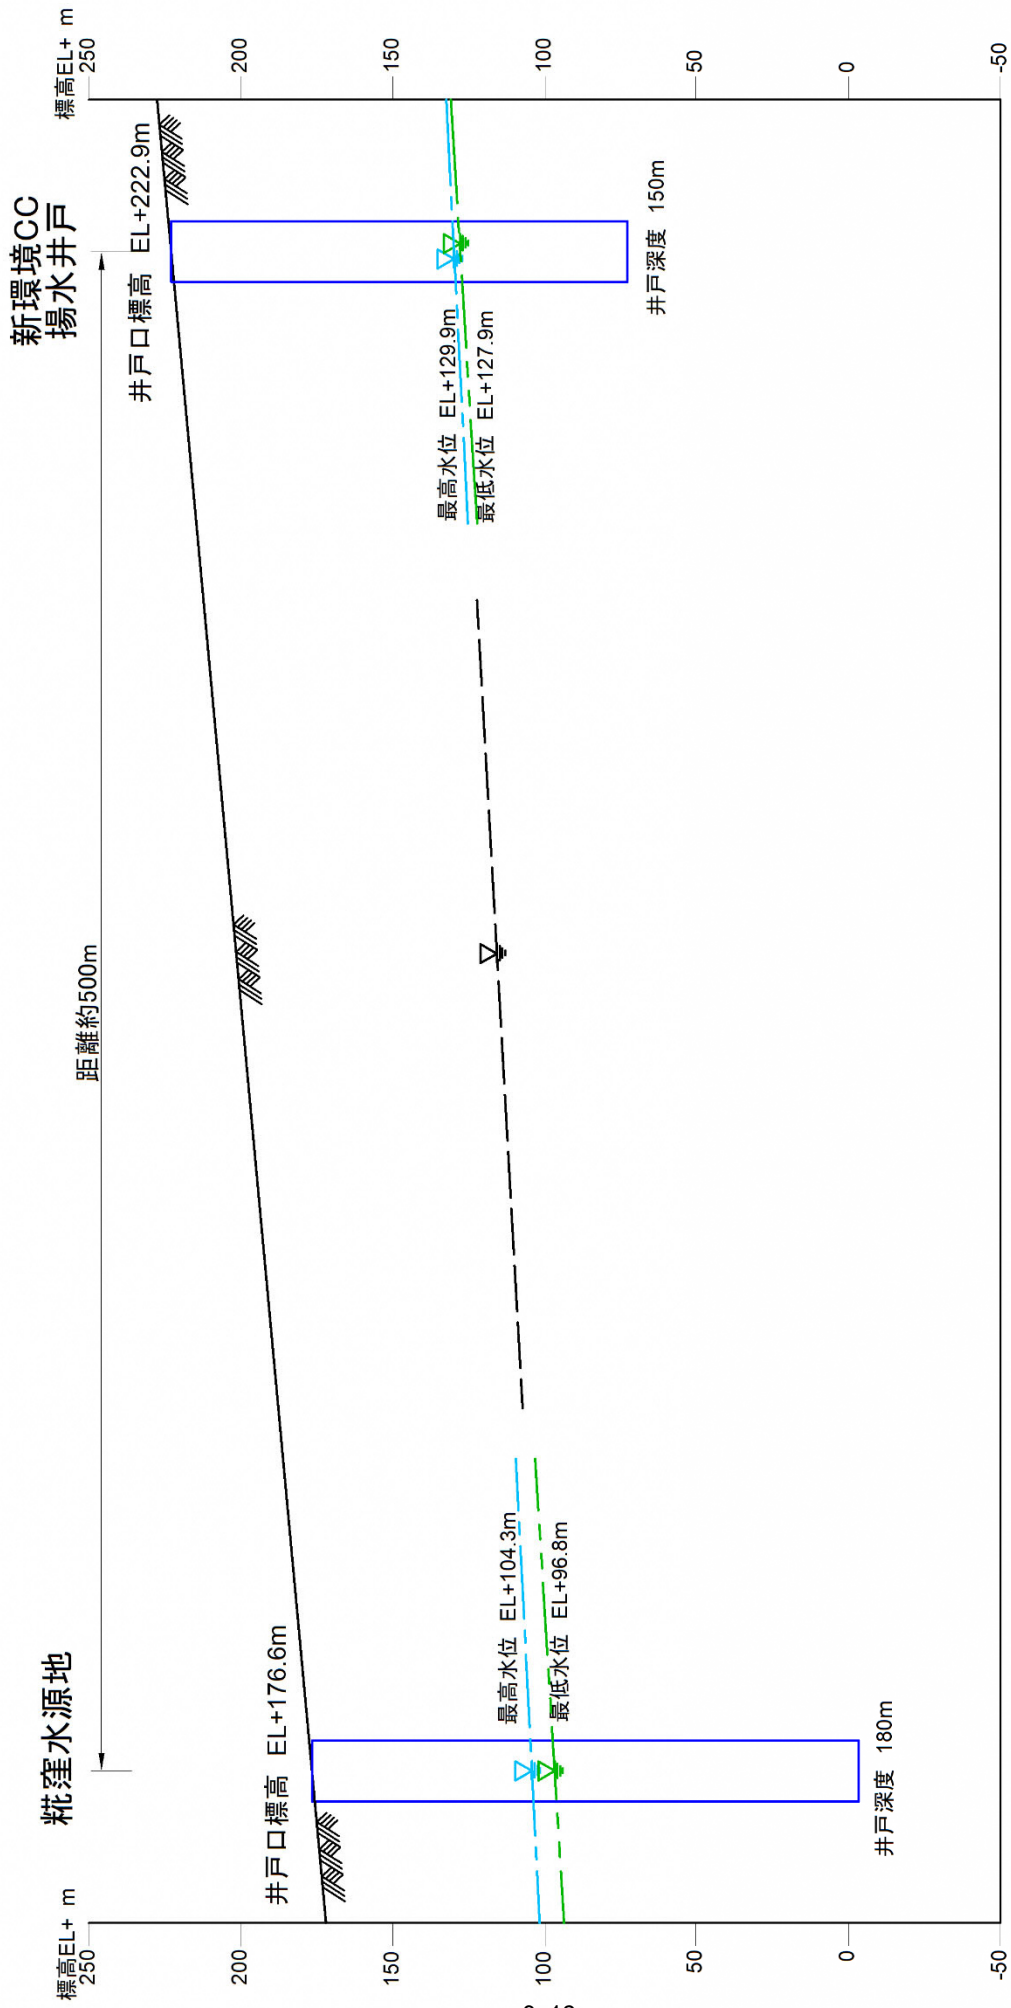 糀窪水源地
新環境CC
揚水井戸
標高EL+ m
標高EL+ m
250
200
150
100
50
0
-50
250
200
150
100
50
0
-50
距離約500m
井戸口標高 EL+176.6m
井戸口標高 EL+222.9m
最高水位 EL+104.3m
最低水位 EL+96.8m
最高水位 EL+129.9m
最低水位 EL+127.9m
井戸深度 180m
井戸深度 150m